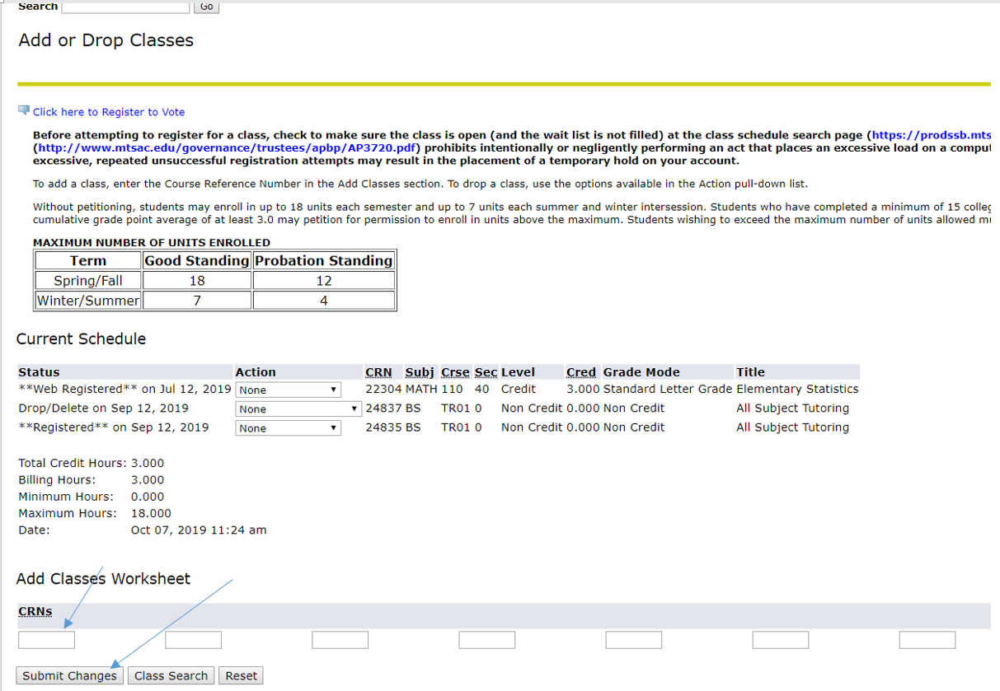 Search Go
Add or Drop Classes
Click here to Register to Vote
Before attempting to register for a class, check to make sure the class is open (and the wait list is not filled) at the class schedule search page (https://prodssb.mts
(http://www.mtsac.edu/governance/trustees/apbp/AP3720.pdf) prohibits intentionally or negligently performing an act that places an excessive load on a comput
excessive, repeated unsuccessful registration attempts may result in the placement of a temporary hold on your account.
To add a class, enter the Course Reference Number in the Add Classes section. To drop a class, use the options available in the Action pull-down list.
Without petitioning, students may enroll in up to 18 units each semester and up to 7 units each summer and winter intersession. Students who have completed a minimum of 15 colleg
cumulative grade point average of at least 3.0 may petition for permission to enroll in units above the maximum. Students wishing to exceed the maximum number of units allowed mu
MAXIMUM NUMBER OF UNITS ENROLLED
Term Good Standing Probation Standing
Spring/Fall 18 12
Winter/Summer 7 4
Current Schedule
Status Action CRN Subj Crse Sec Level Cred Grade Mode Title
**Web Registered** on Jul 12, 2019 None 22304 MATH 110 40 Credit 3.000 Standard Letter Grade Elementary Statistics
Drop/Delete on Sep 12, 2019 None 24837 BS TR01 0 Non Credit 0.000 Non Credit All Subject Tutoring
**Registered** on Sep 12, 2019 None 24835 BS TR01 0 Non Credit 0.000 Non Credit All Subject Tutoring
Total Credit Hours: 3.000
Billing Hours: 3.000
Minimum Hours: 0.000
Maximum Hours: 18.000
Date: Oct 07, 2019 11:24 am
Add Classes Worksheet
CRNs
Submit Changes Class Search Reset